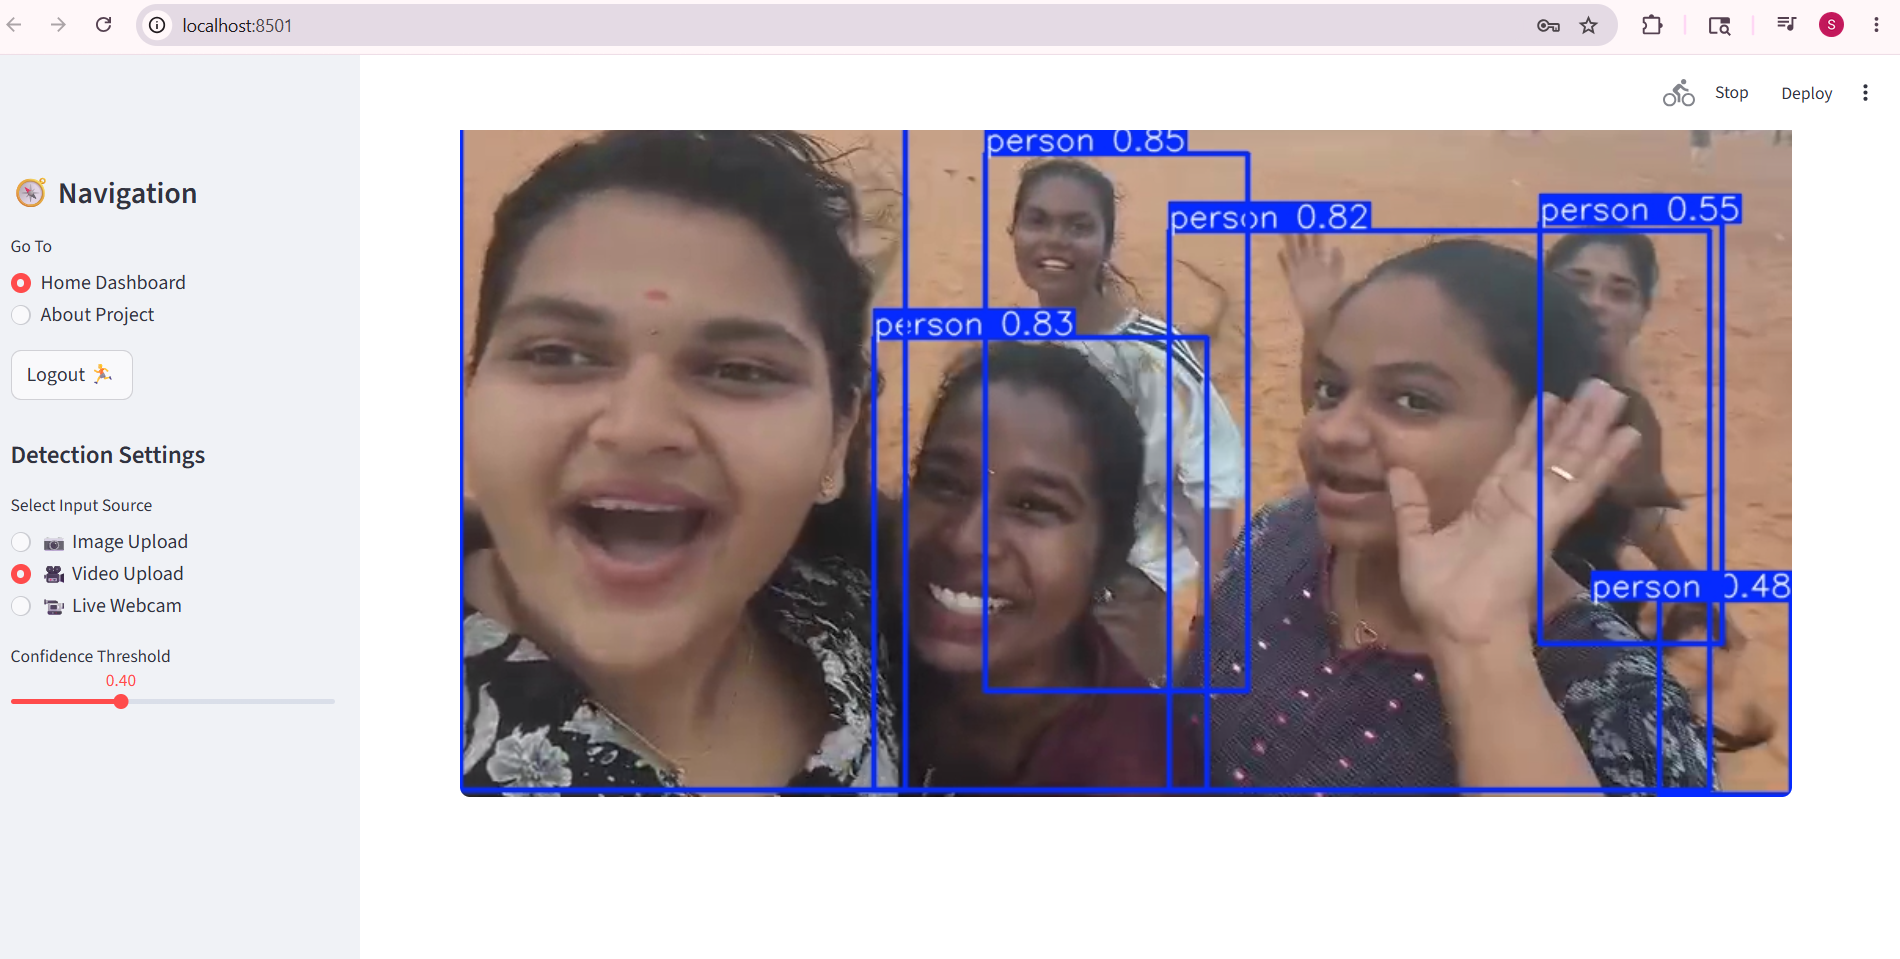 localhost:8501
S
Stop
Deploy
Navigation
Go To
Home Dashboard
About Project
Logout
Detection Settings
Select Input Source
Image Upload
Video Upload
Live Webcam
Confidence Threshold
0.40
person 0.85
person 0.82
person 0.55
person 0.83
person 0.48